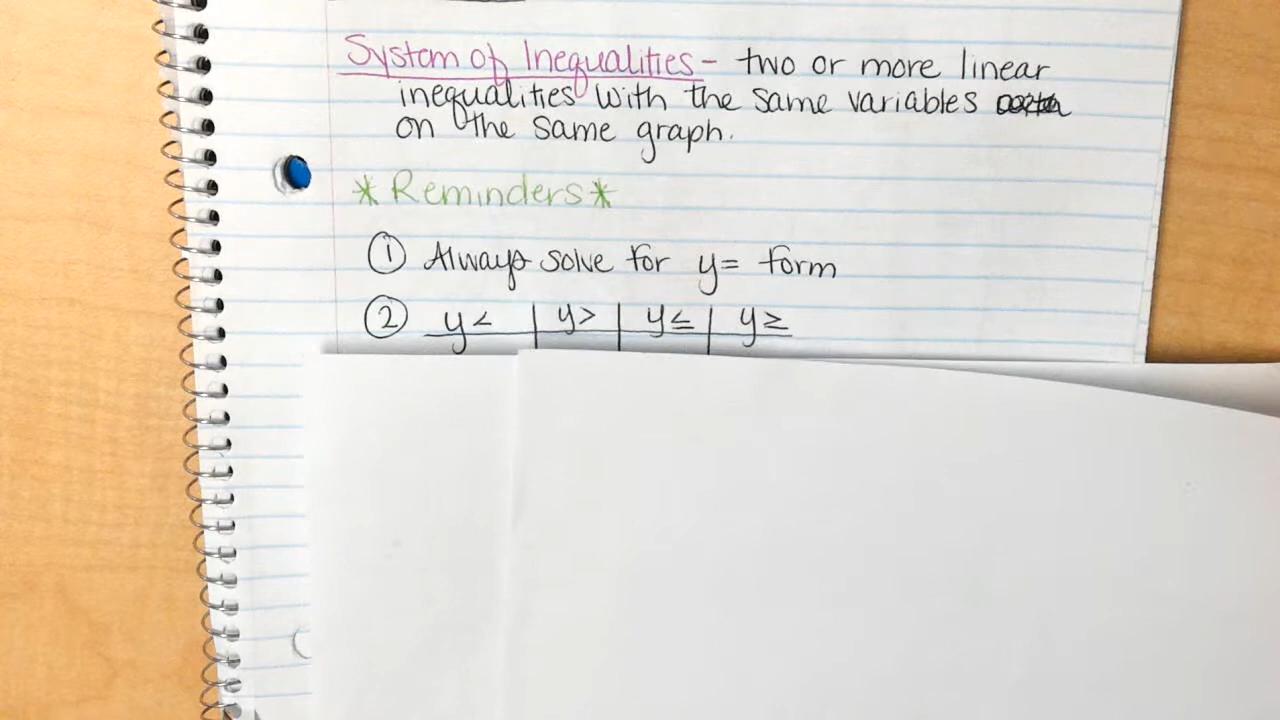 System of Inequalities - two or more linear
inequalities with the same variables
on the same graph.
*Reminders*
① Always solve for y= form
② y< | y> | y≤ | y≥